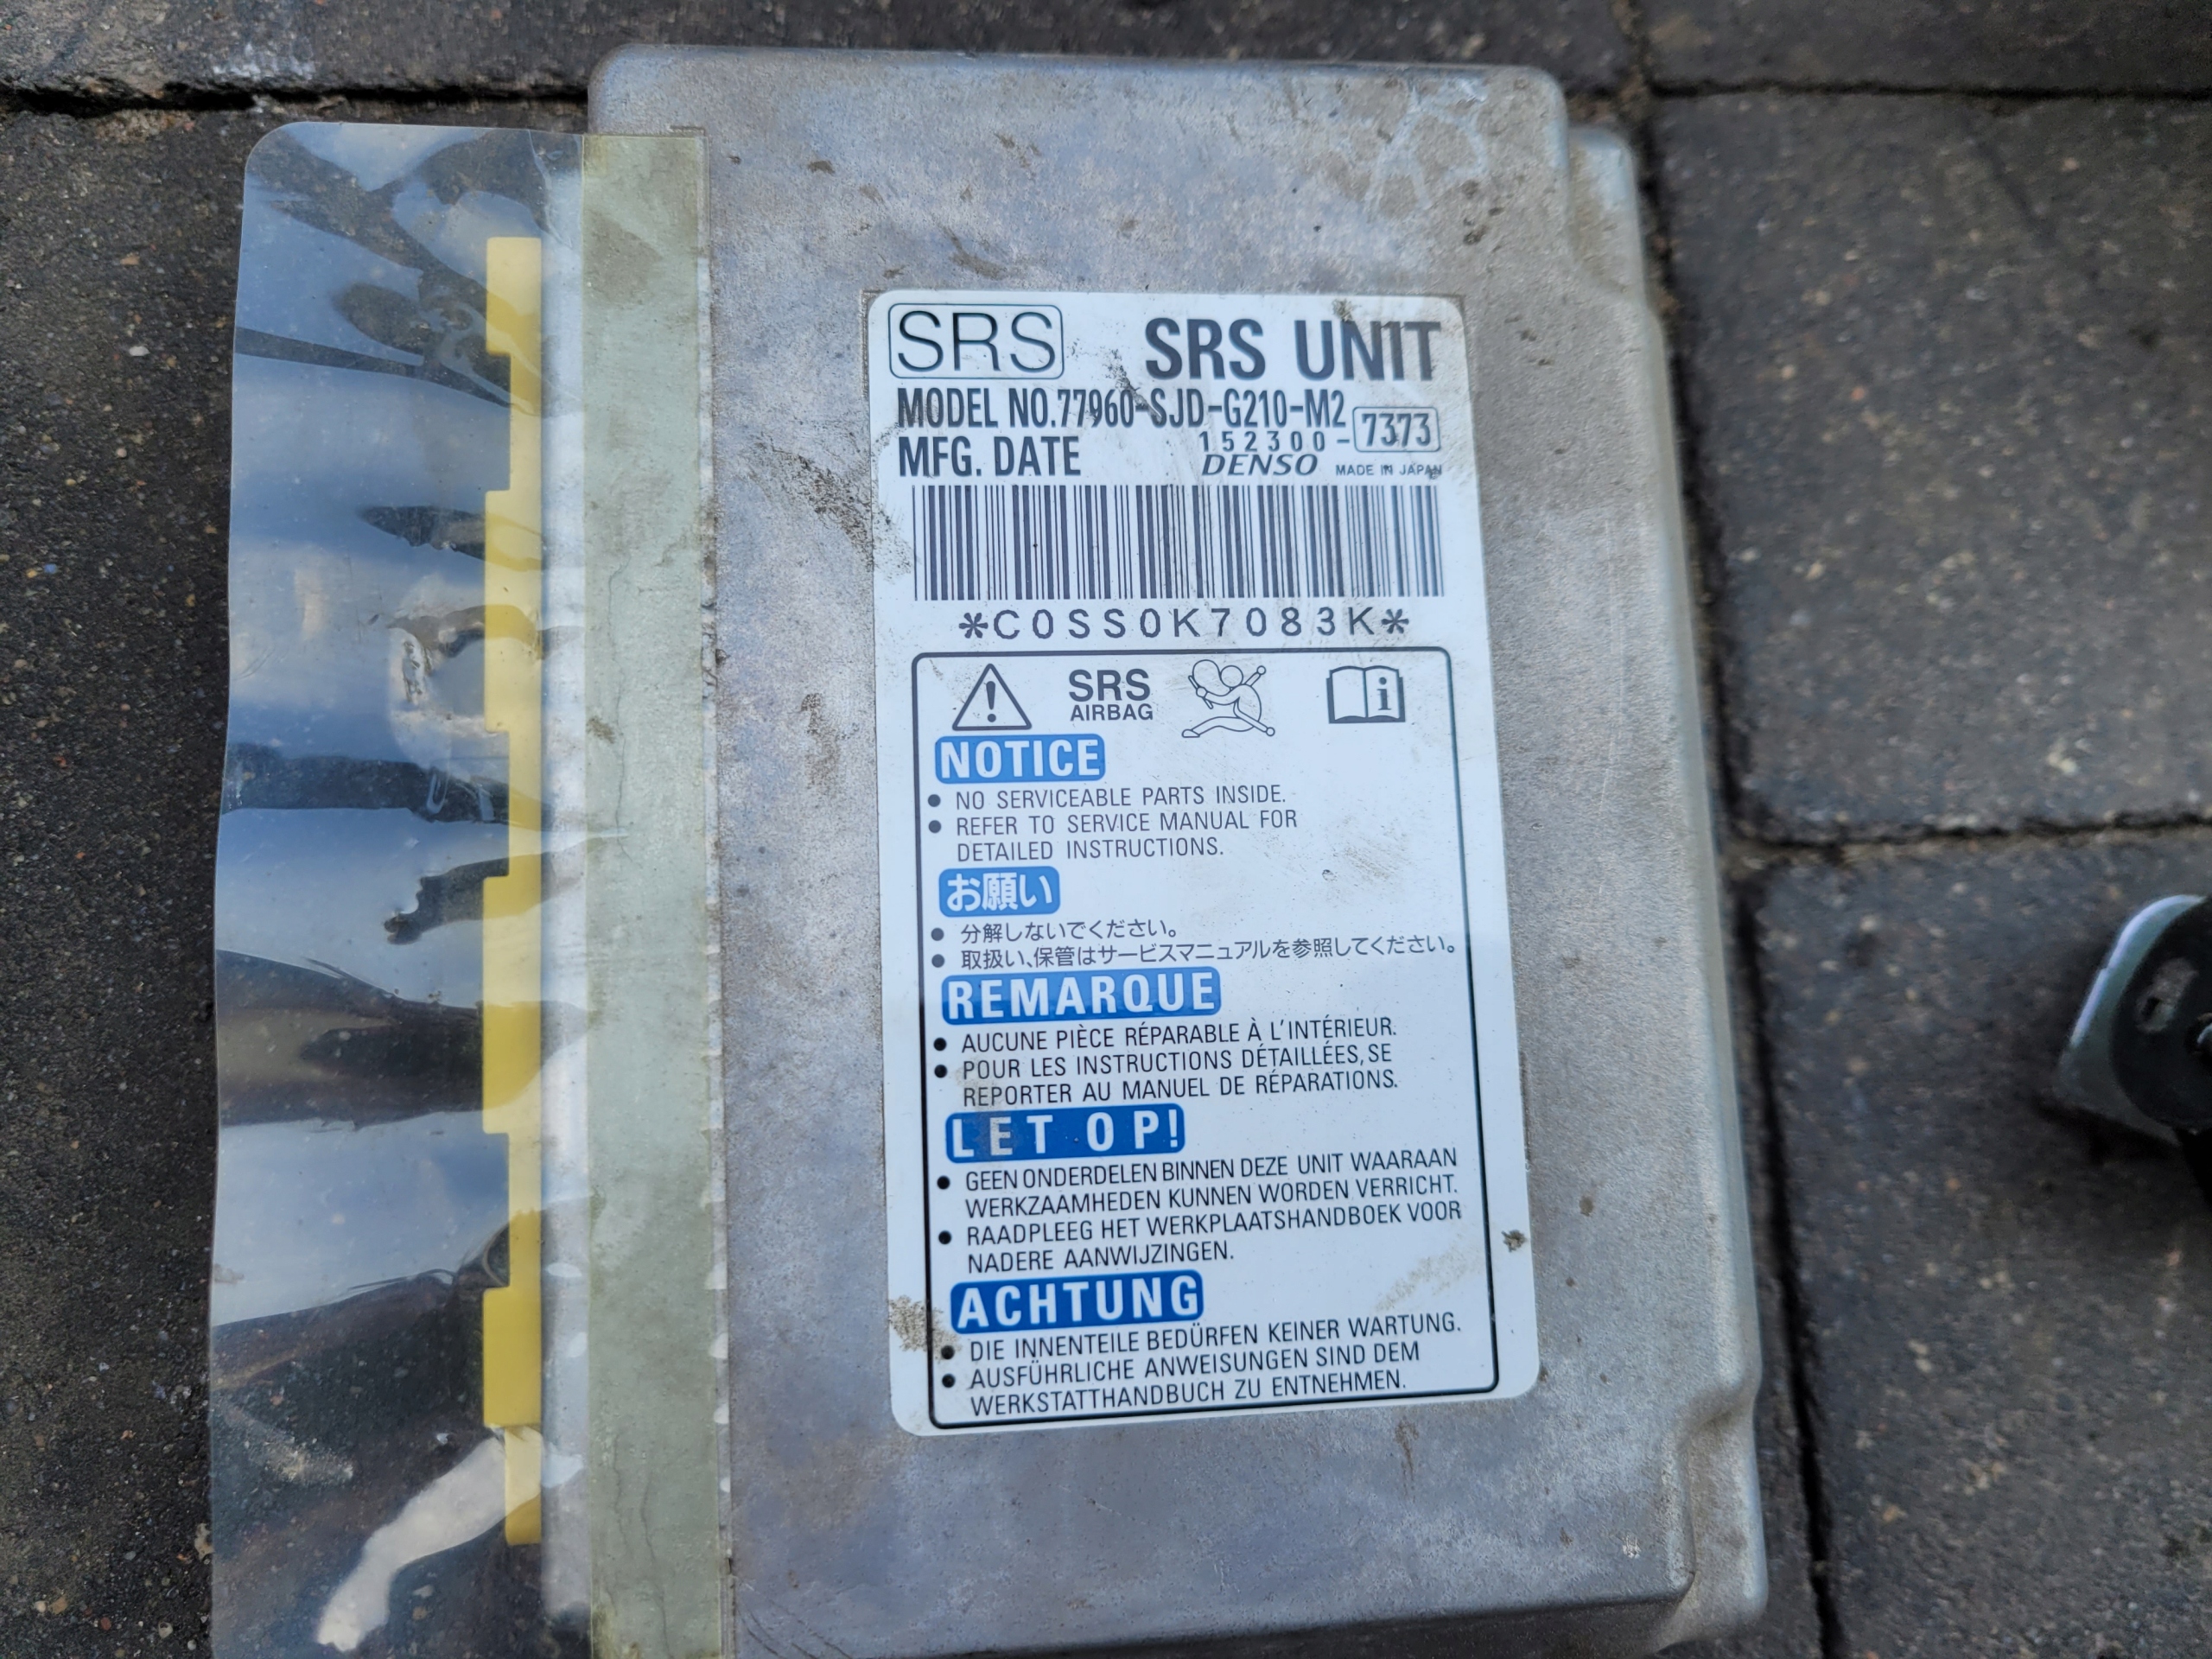 SRS SRS UNIT
MODEL NO.77960-SJD-G210-M2
MFG. DATE 152300-7373
DENSO MADE IN JAPAN
*C0SS0K7083K*
SRS
AIRBAG
NOTICE
● NO SERVICEABLE PARTS INSIDE.
● REFER TO SERVICE MANUAL FOR
DETAILED INSTRUCTIONS.
お願い
● 分解しないでください。
● 取扱い、保管はサービスマニュアルを参照してください。
REMARQUE
● AUCUNE PIÈCE RÉPARABLE À L'INTÉRIEUR.
● POUR LES INSTRUCTIONS DÉTAILLÉES, SE
REPORTER AU MANUEL DE RÉPARATIONS.
LET OP!
● GEEN ONDERDELEN BINNEN DEZE UNIT WAARAAN
WERKZAAMHEDEN KUNNEN WORDEN VERRICHT.
● RAADPLEEG HET WERKPLAATSHANDBOEK VOOR
NADERE AANWIJZINGEN.
ACHTUNG
● DIE INNENTEILE BEDÜRFEN KEINER WARTUNG.
● AUSFÜHRLICHE ANWEISUNGEN SIND DEM
WERKSTATTHANDBUCH ZU ENTNEHMEN.